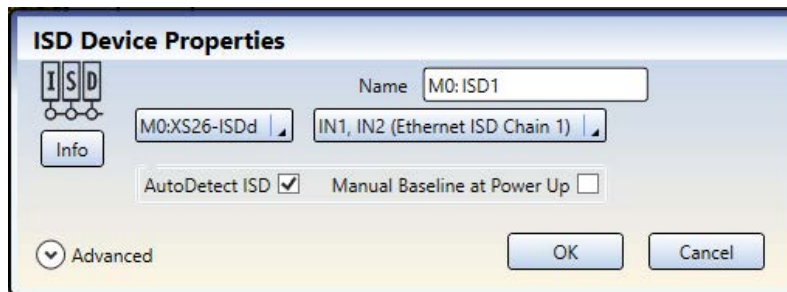 ISD Device Properties
ISD
Name M0:ISD1
M0:XS26-ISDd IN1, IN2 (Ethernet ISD Chain 1)
Info
AutoDetect ISD Manual Baseline at Power Up
Advanced OK Cancel